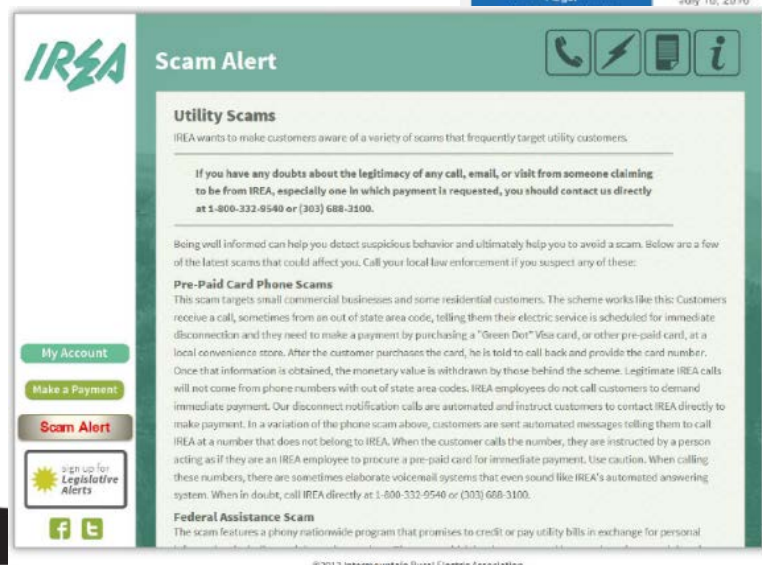 July 16, 2016
IREA
Scam Alert
Utility Scams
IREA wants to make customers aware of a variety of scams that frequently target utility customers.
If you have any doubts about the legitimacy of any call, email, or visit from someone claiming
to be from IREA, especially one in which payment is requested, you should contact us directly
at 1-800-332-9540 or (303) 688-3100.
Being well informed can help you detect suspicious behavior and ultimately help you to avoid a scam. Below are a few
of the latest scams that could affect you. Call your local law enforcement if you suspect any of these:
Pre-Paid Card Phone Scams
This scam targets small commercial businesses and some residential customers. The scheme works like this: Customers
receive a call, sometimes from an out of state area code, telling them their electric service is scheduled for immediate
disconnection and they need to make a payment by purchasing a "Green Dot" Visa card, or other pre-paid card, at a
local convenience store. After the customer purchases the card, he is told to call back and provide the card number.
Once that information is obtained, the monetary value is withdrawn by those behind the scheme. Legitimate IREA calls
will not come from phone numbers with out of state area codes. IREA employees do not call customers to demand
immediate payment. Our disconnect notification calls are automated and instruct customers to contact IREA directly to
make payment. In a variation of the phone scam above, customers are sent automated messages telling them to call
IREA at a number that does not belong to IREA. When the customer calls the number, they are instructed by a person
acting as if they are an IREA employee to procure a pre-paid card for immediate payment. Use caution. When calling
these numbers, there are sometimes elaborate voicemail systems that even sound like IREA's automated answering
system. When in doubt, call IREA directly at 1-800-332-9540 or (303) 688-3100.
Federal Assistance Scam
The scam features a phony nationwide program that promises to credit or pay utility bills in exchange for personal
My Account
Make a Payment
Scam Alert
sign up for
Legislative
Alerts
©2012 Intermountain Rural Electric Association